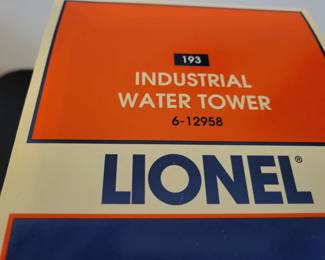 193
INDUSTRIAL
WATER TOWER
6-12958
LIONEL®